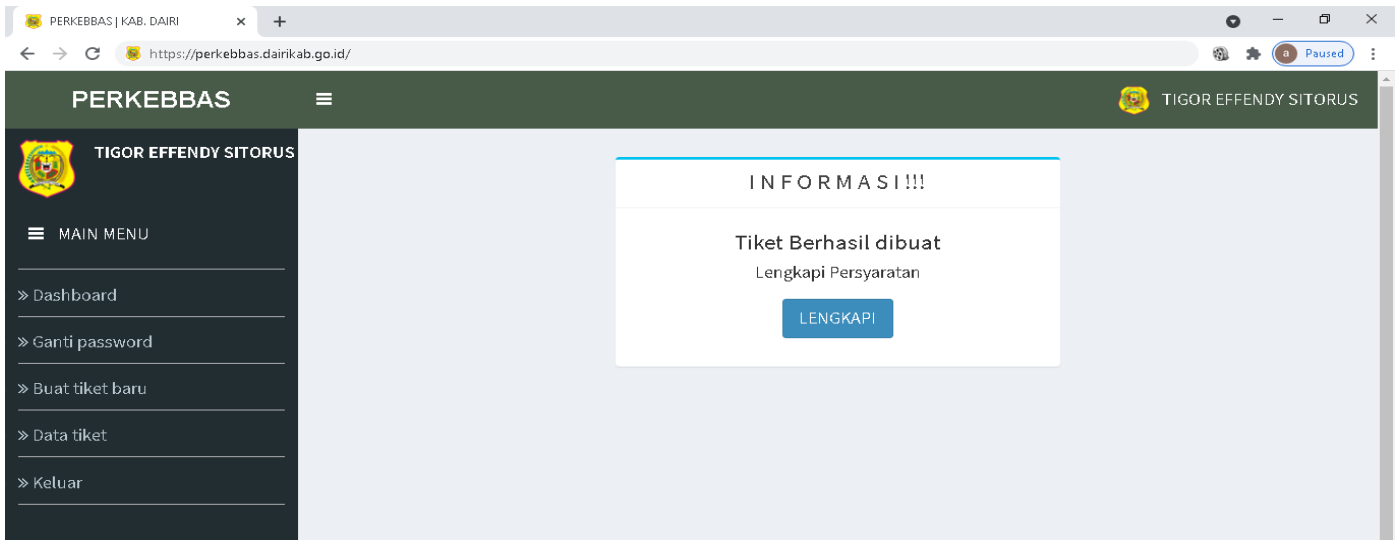 PERKEBBAS | KAB. DAIRI
https://perkebbas.dairikab.go.id/
a Paused
PERKEBBAS
TIGOR EFFENDY SITORUS
TIGOR EFFENDY SITORUS
MAIN MENU
» Dashboard
» Ganti password
» Buat tiket baru
» Data tiket
» Keluar
I N F O R M A S I !!!
Tiket Berhasil dibuat
Lengkapi Persyaratan
LENGKAPI